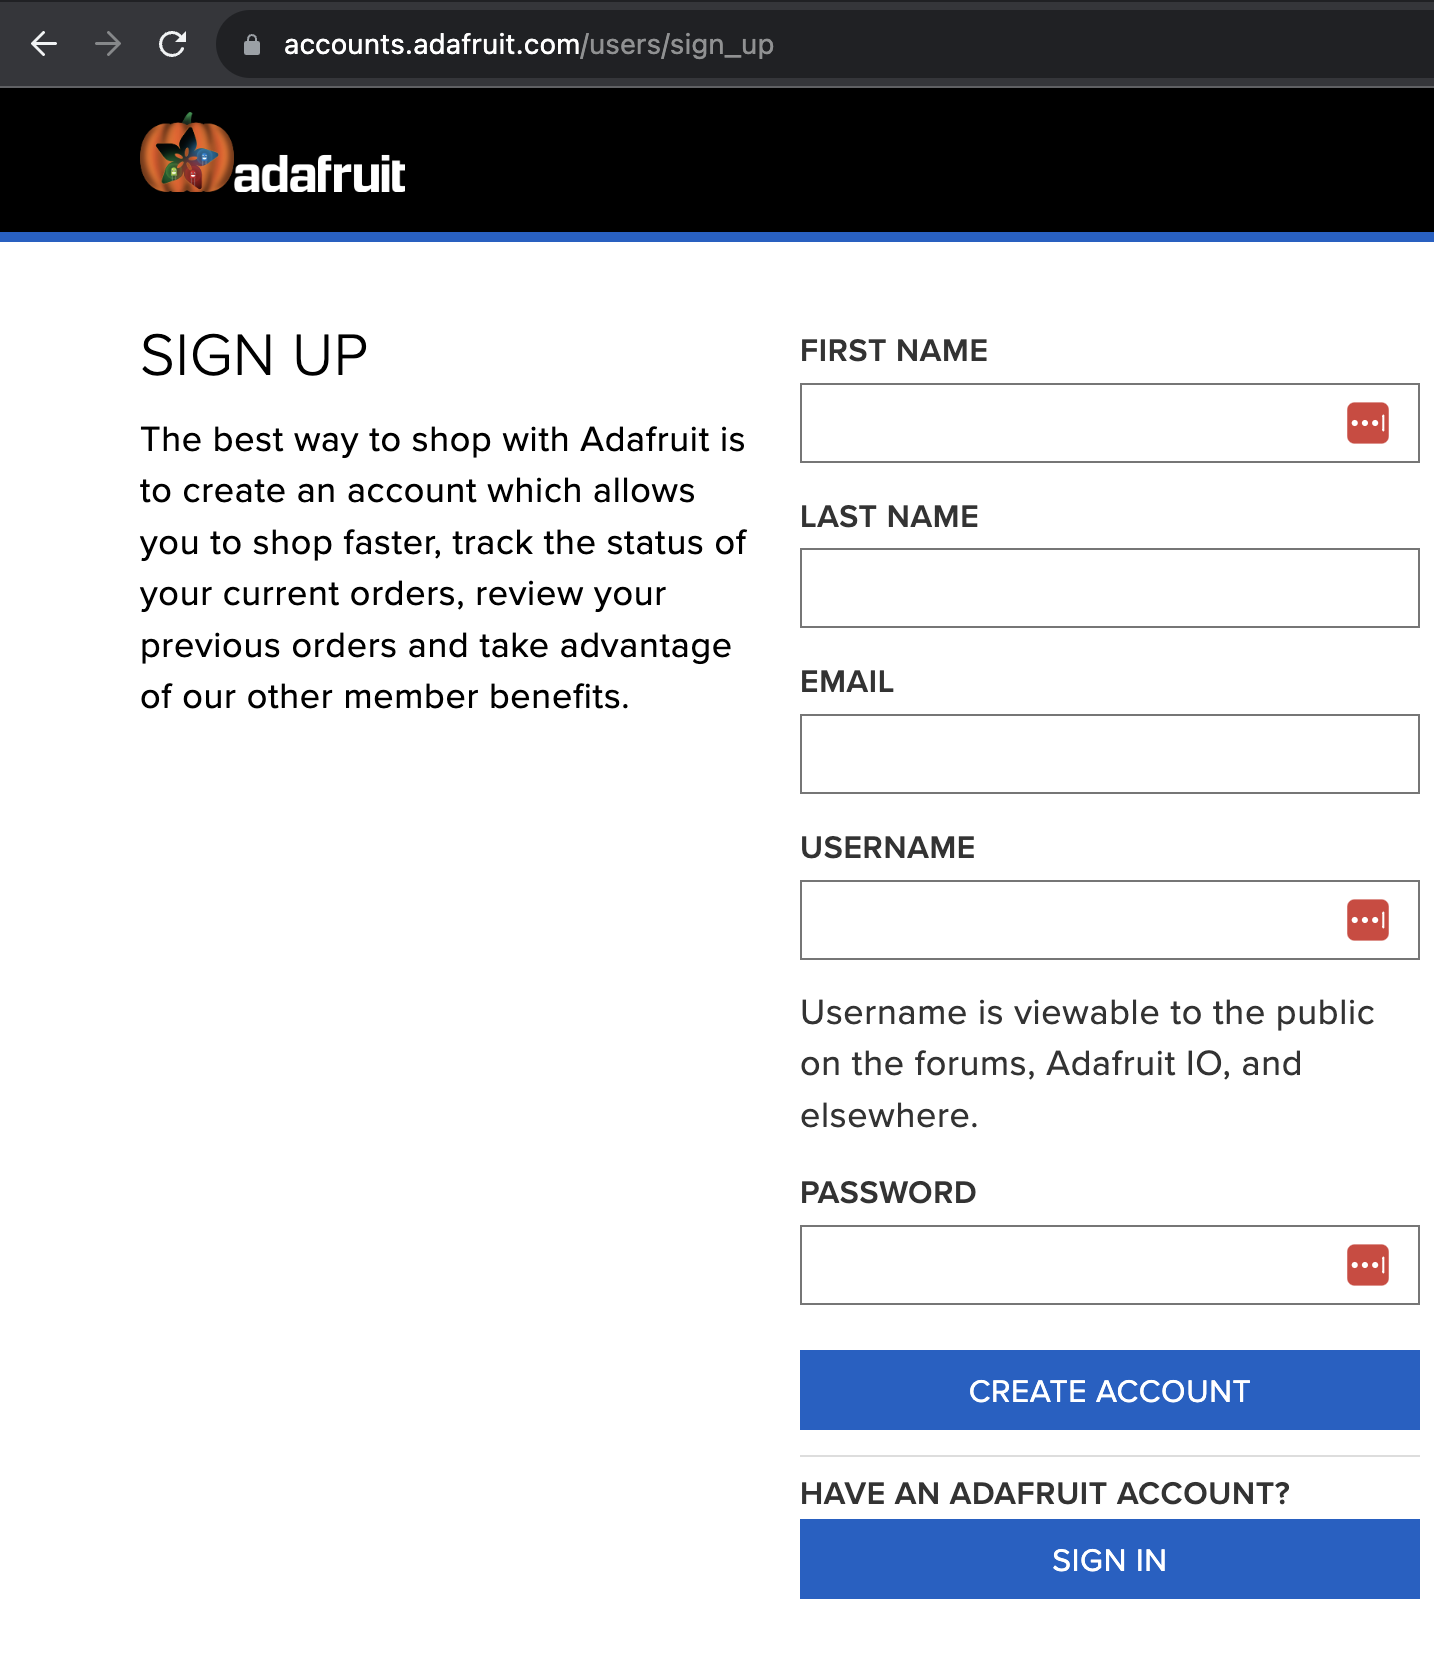 accounts.adafruit.com/users/sign_up
adafruit
SIGN UP
The best way to shop with Adafruit is
to create an account which allows
you to shop faster, track the status of
your current orders, review your
previous orders and take advantage
of our other member benefits.
FIRST NAME
LAST NAME
EMAIL
USERNAME
Username is viewable to the public
on the forums, Adafruit IO, and
elsewhere.
PASSWORD
CREATE ACCOUNT
HAVE AN ADAFRUIT ACCOUNT?
SIGN IN